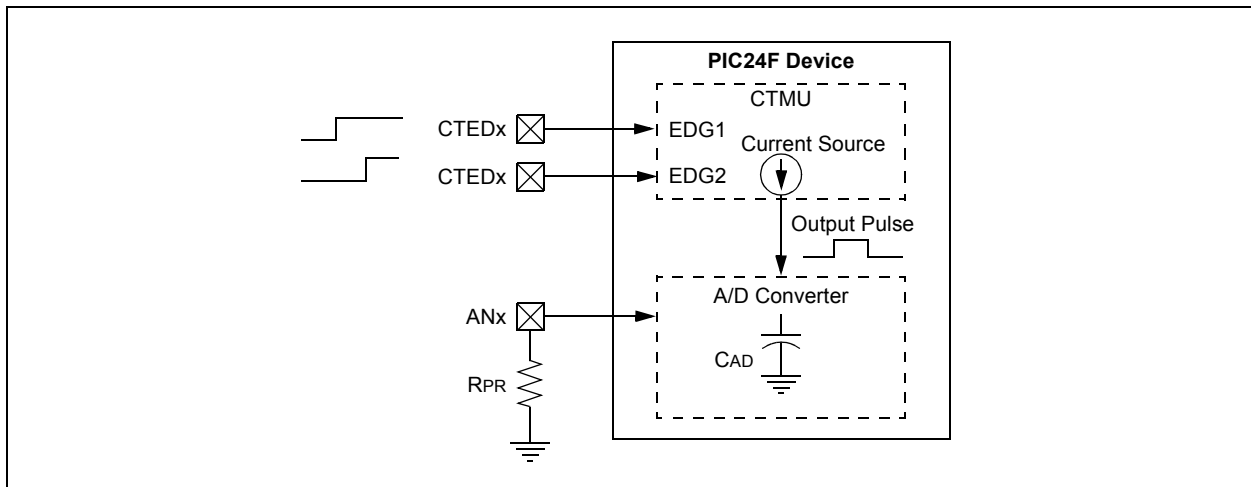 PIC24F Device
CTMU
CTEDx
EDG1
Current Source
CTEDx
EDG2
Output Pulse
A/D Converter
ANx
CAD
RPR